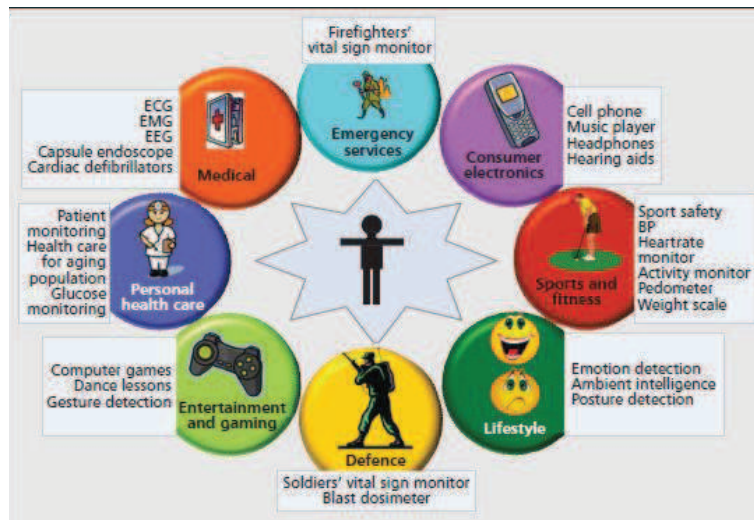 Firefighters'
vital sign monitor
Emergency
services
ECG
EMG
EEG
Capsule endoscope
Cardiac defibrillators
Medical
Cell phone
Music player
Headphones
Hearing aids
Consumer
electronics
Patient
monitoring
Health care
for aging
population
Glucose
monitoring
Personal
health care
Sport safety
BP
Heartrate
monitor
Activity monitor
Pedometer
Weight scale
Sports and
fitness
Computer games
Dance lessons
Gesture detection
Entertainment
and gaming
Emotion detection
Ambient intelligence
Posture detection
Lifestyle
Defence
Soldiers' vital sign monitor
Blast dosimeter